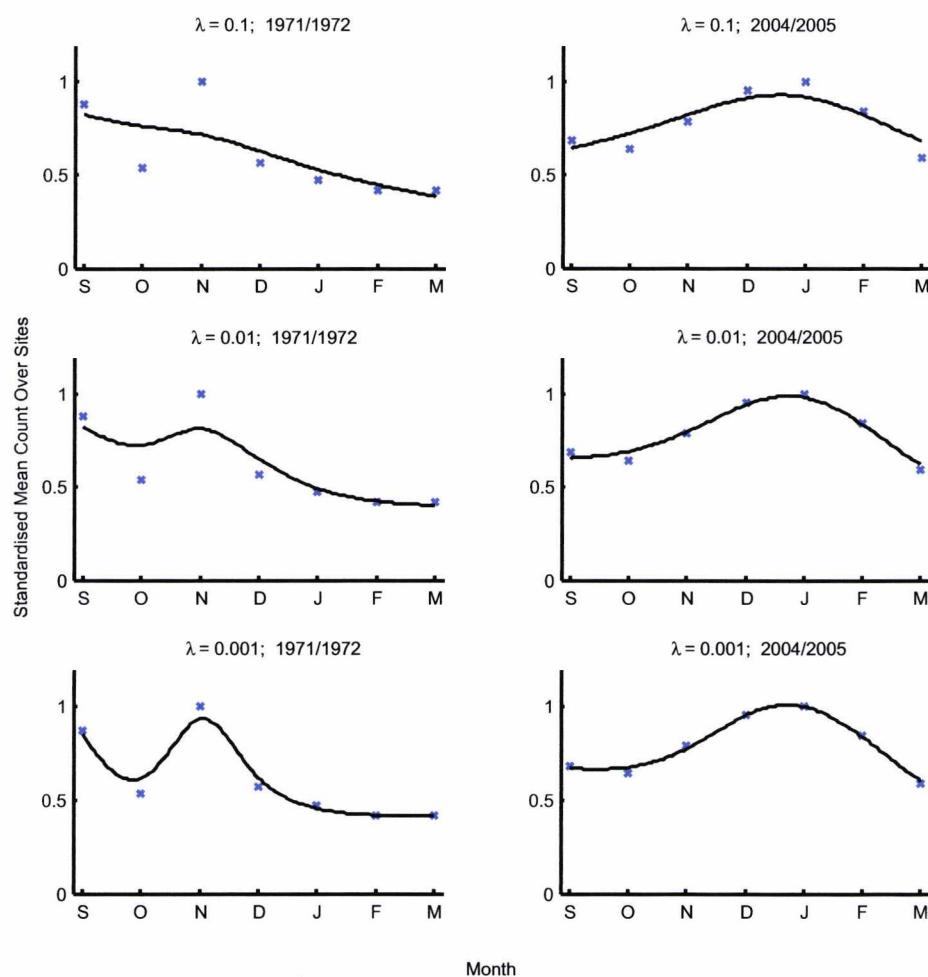 λ = 0.1; 1971/1972
1
0.5
0
S O N D J F M
λ = 0.1; 2004/2005
1
0.5
0
S O N D J F M
Standardised Mean Count Over Sites
λ = 0.01; 1971/1972
1
0.5
0
S O N D J F M
λ = 0.01; 2004/2005
1
0.5
0
S O N D J F M
λ = 0.001; 1971/1972
1
0.5
0
S O N D J F M
λ = 0.001; 2004/2005
1
0.5
0
S O N D J F M
Month